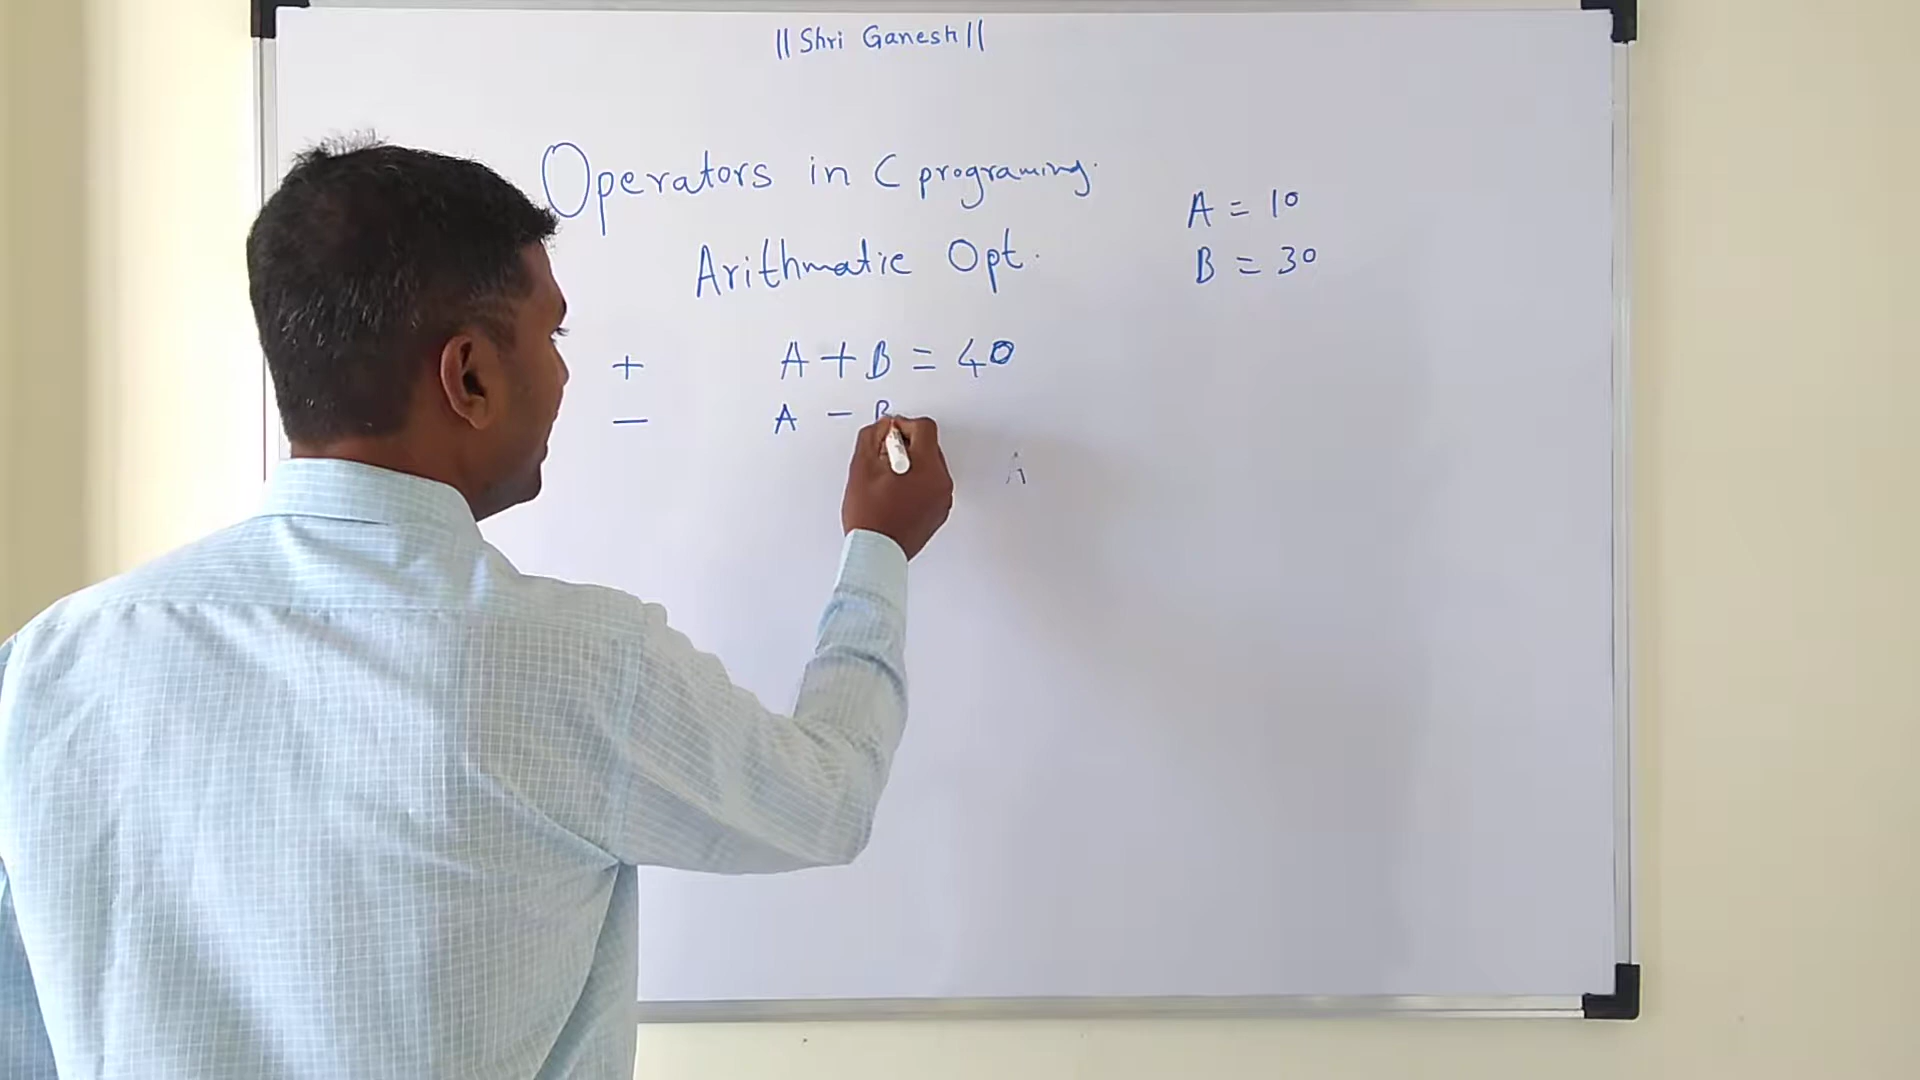 || Shri Ganesh ||
Operators in C programing.
Arithmatic Opt.
A = 10
B = 30
+ A + B = 40
- A - B
A